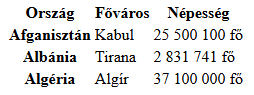 Ország Főváros Népesség
Afganisztán Kabul 25 500 100 fő
Albánia Tirana 2 831 741 fő
Algéria Algír 37 100 000 fő